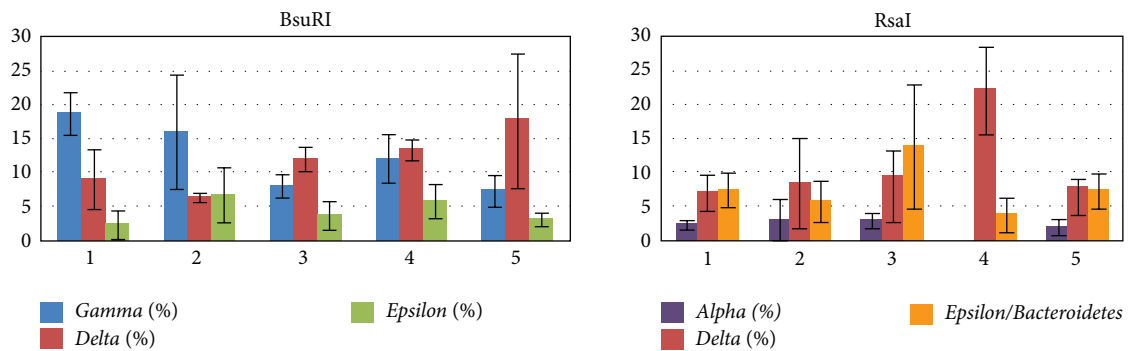 BsuRI
30
25
20
15
10
5
0
1 2 3 4 5
Gamma (%)
Delta (%)
Epsilon (%)
RsaI
30
25
20
15
10
5
0
1 2 3 4 5
Alpha (%)
Delta (%)
Epsilon/Bacteroidetes